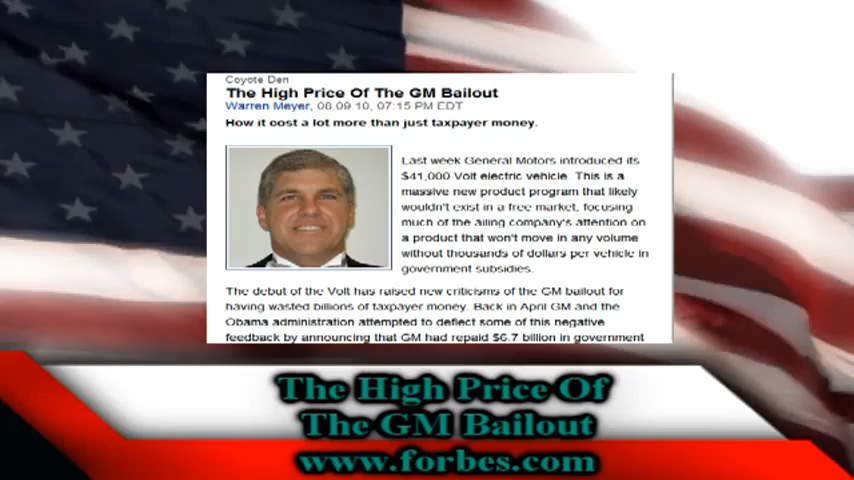 Coyote Den
The High Price Of The GM Bailout
Warren Meyer, 08.09.10, 07:15 PM EDT
How it cost a lot more than just taxpayer money.
Last week General Motors introduced its
$41,000 Volt electric vehicle. This is a
massive new product program that likely
wouldn't exist in a free market, focusing
much of the ailing company's attention on
a product that won't move in any volume
without thousands of dollars per vehicle in
government subsidies.
The debut of the Volt has raised new criticisms of the GM bailout for
having wasted billions of taxpayer money. Back in April GM and the
Obama administration attempted to deflect some of this negative
feedback by announcing that GM had repaid $6.7 billion in government
The High Price Of
The GM Bailout
www.forbes.com